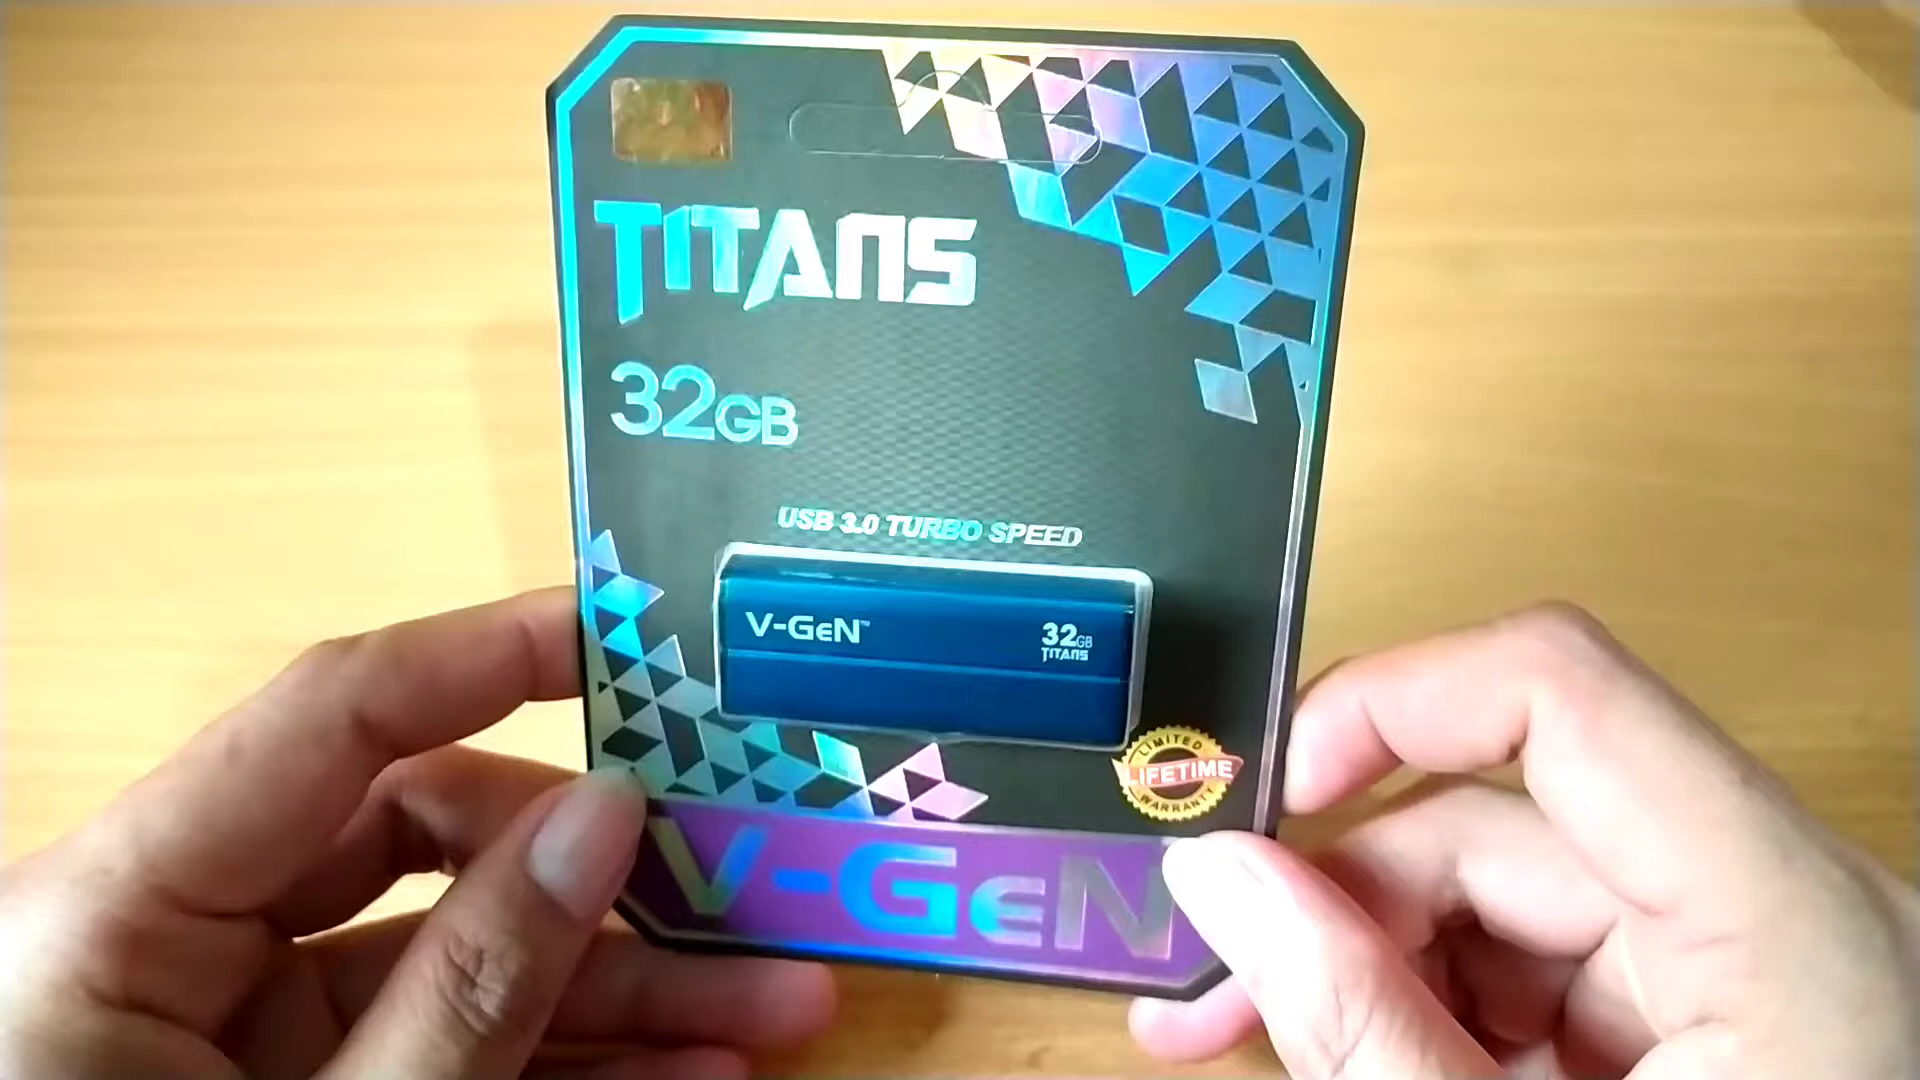 TITANS
32GB
USB 3.0 TURBO SPEED
V-GeN™
32GB
TITANS
LIMITED
LIFETIME
WARRANTY
V-GeN